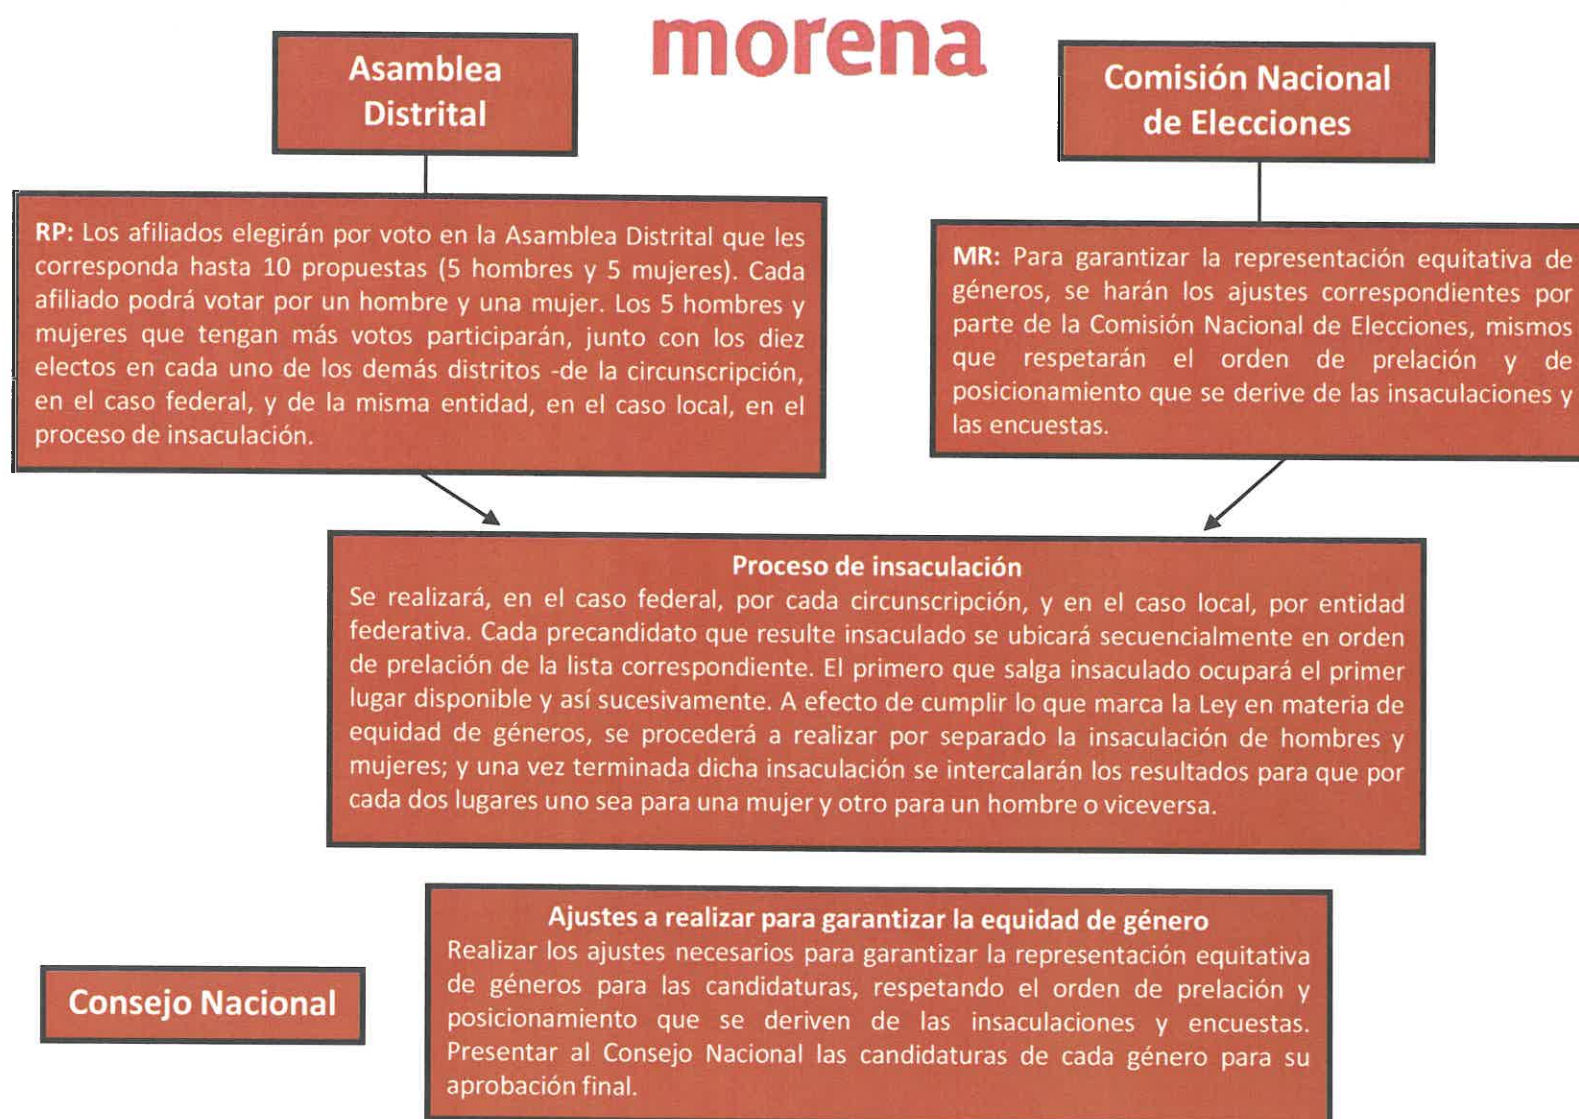 morena
Asamblea
Distrital
Comisión Nacional
de Elecciones
RP: Los afiliados elegirán por voto en la Asamblea Distrital que les
corresponda hasta 10 propuestas (5 hombres y 5 mujeres). Cada
afiliado podrá votar por un hombre y una mujer. Los 5 hombres y
mujeres que tengan más votos participarán, junto con los diez
electos en cada uno de los demás distritos -de la circunscripción,
en el caso federal, y de la misma entidad, en el caso local, en el
proceso de insaculación.
MR: Para garantizar la representación equitativa de
géneros, se harán los ajustes correspondientes por
parte de la Comisión Nacional de Elecciones, mismos
que respetarán el orden de prelación y de
posicionamiento que se derive de las insaculaciones y
las encuestas.
Proceso de insaculación
Se realizará, en el caso federal, por cada circunscripción, y en el caso local, por entidad
federativa. Cada precandidato que resulte insaculado se ubicará secuencialmente en orden
de prelación de la lista correspondiente. El primero que salga insaculado ocupará el primer
lugar disponible y así sucesivamente. A efecto de cumplir lo que marca la Ley en materia de
equidad de géneros, se procederá a realizar por separado la insaculación de hombres y
mujeres; y una vez terminada dicha insaculación se intercalarán los resultados para que por
cada dos lugares uno sea para una mujer y otro para un hombre o viceversa.
Consejo Nacional
Ajustes a realizar para garantizar la equidad de género
Realizar los ajustes necesarios para garantizar la representación equitativa
de géneros para las candidaturas, respetando el orden de prelación y
posicionamiento que se deriven de las insaculaciones y encuestas.
Presentar al Consejo Nacional las candidaturas de cada género para su
aprobación final.